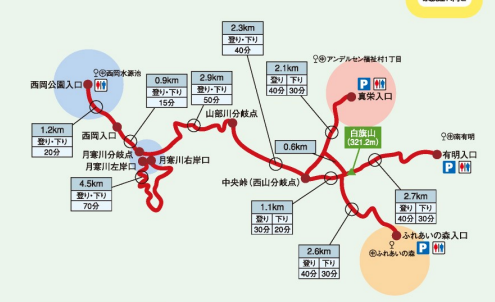 2.3km
登り・下り
40分
2.1km
登り 下り
40分 30分
アンデルセン福祉村1丁目
P
真栄入口
西岡水源池
西岡公園入口
0.9km
登り・下り
15分
2.9km
登り・下り
50分
山部川分岐点
白旗山
(321.2m)
南有明
有明入口
P
1.2km
登り・下り
20分
西岡入口
月寒川分岐点
月寒川左岸口
月寒川右岸口
0.6km
中央峠(西山分岐点)
4.5km
登り・下り
70分
1.1km
登り 下り
30分 20分
2.7km
登り 下り
40分 30分
2.6km
登り 下り
40分 30分
ふれあいの森入口
ふれあいの森
P